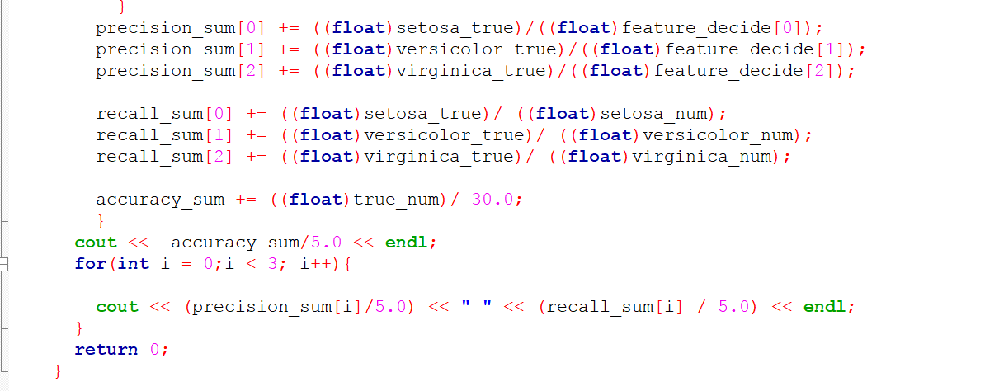 }
precision_sum[0] += ((float)setosa_true)/((float)feature_decide[0]);
precision_sum[1] += ((float)versicolor_true)/((float)feature_decide[1]);
precision_sum[2] += ((float)virginica_true)/((float)feature_decide[2]);
recall_sum[0] += ((float)setosa_true)/ ((float)setosa_num);
recall_sum[1] += ((float)versicolor_true)/ ((float)versicolor_num);
recall_sum[2] += ((float)virginica_true)/ ((float)virginica_num);
accuracy_sum += ((float)true_num)/ 30.0;
}
cout <<  accuracy_sum/5.0 << endl;
for(int i = 0;i < 3; i++){
cout << (precision_sum[i]/5.0) << " " << (recall_sum[i] / 5.0) << endl;
}
return 0;
}